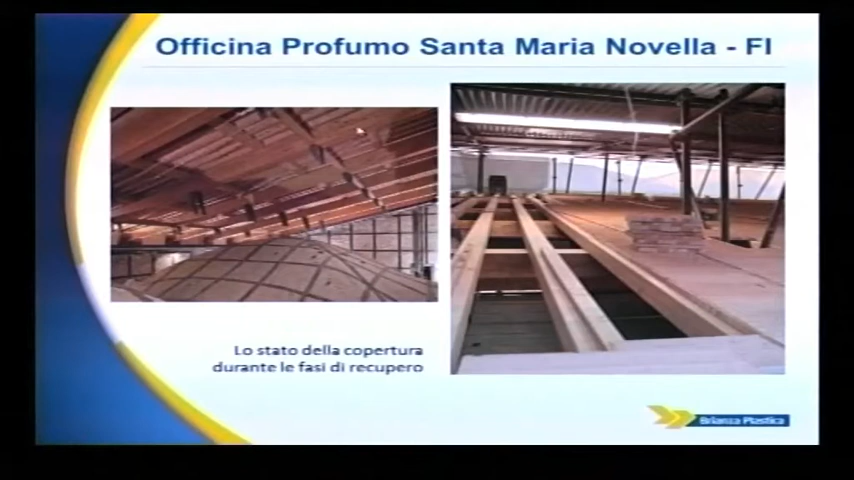 Officina Profumo Santa Maria Novella - FI
Lo stato della copertura
durante le fasi di recupero
Brianza Plastica